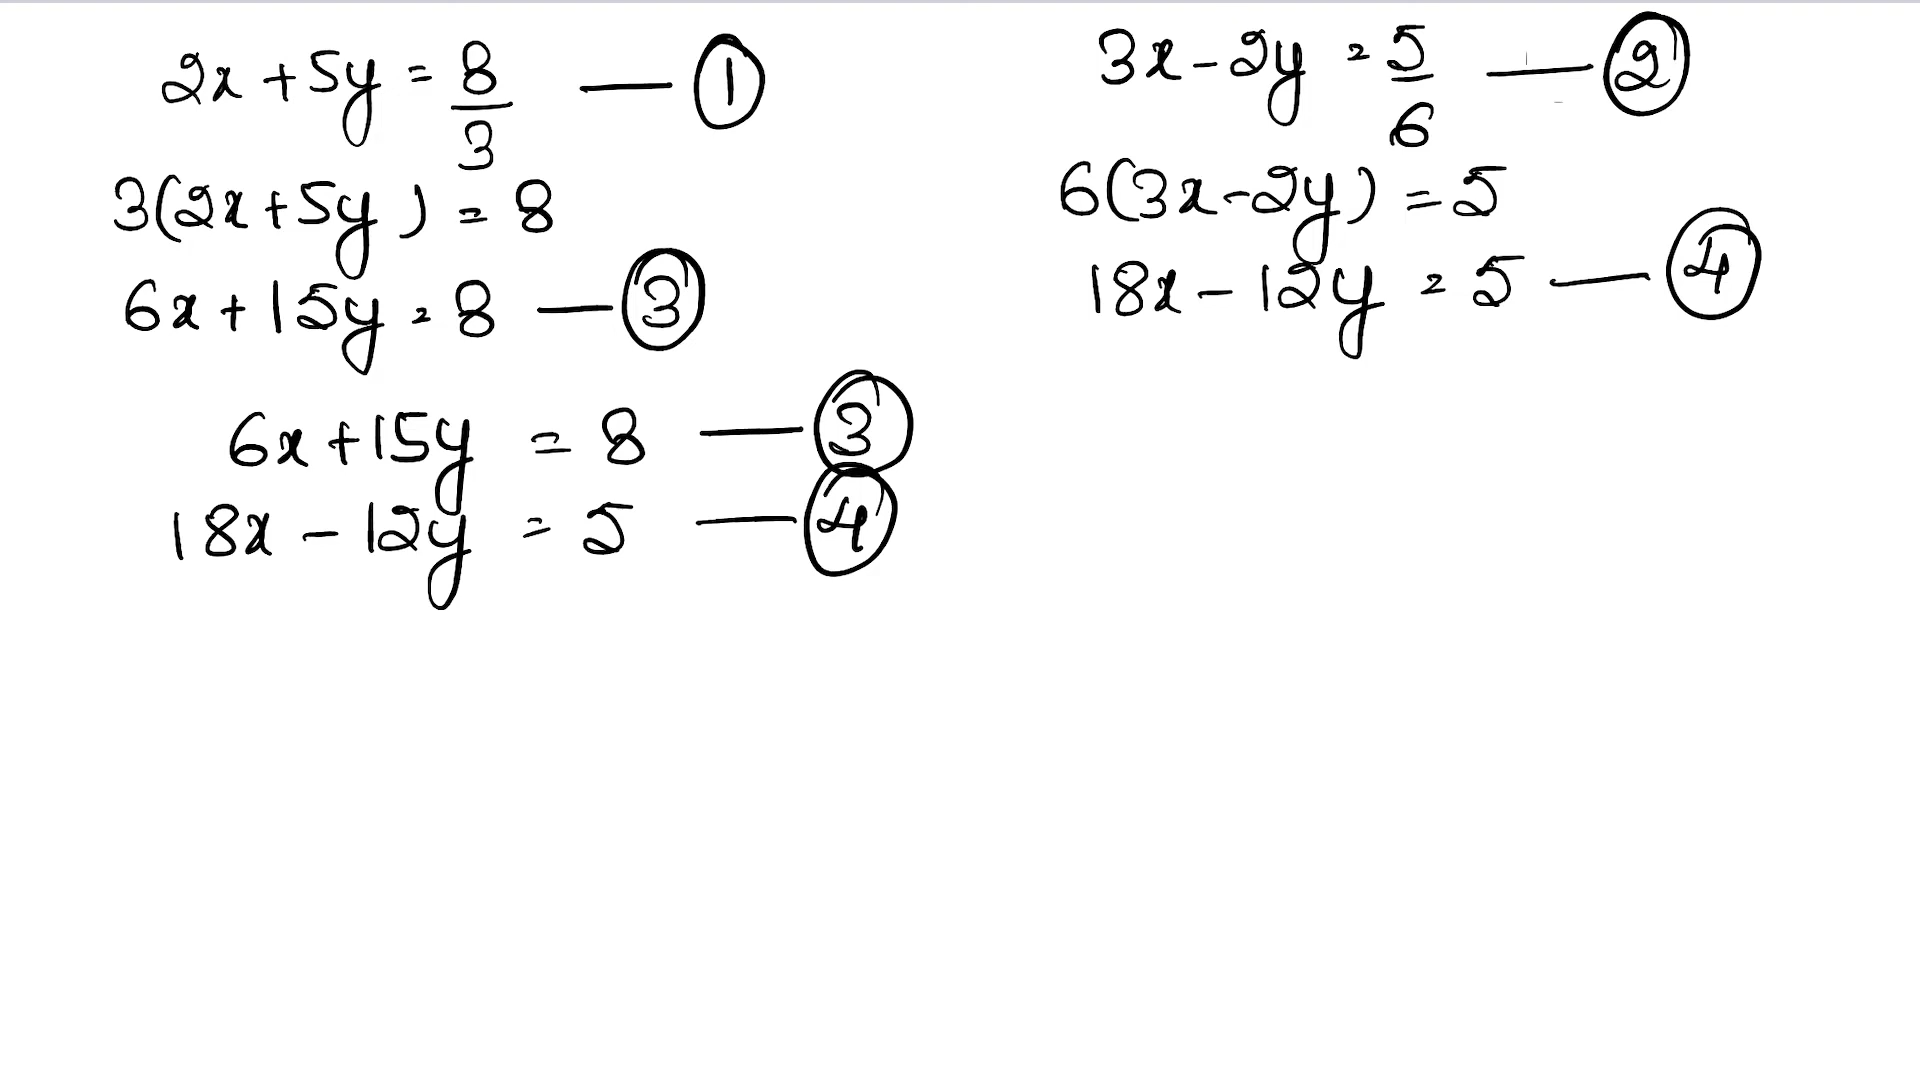 2x + 5y = 8/3 — ①
3(2x + 5y) = 8
6x + 15y = 8 — ③
3x - 2y = 5/6 — ②
6(3x - 2y) = 5
18x - 12y = 5 — ④
6x + 15y = 8 — ③
18x - 12y = 5 — ④